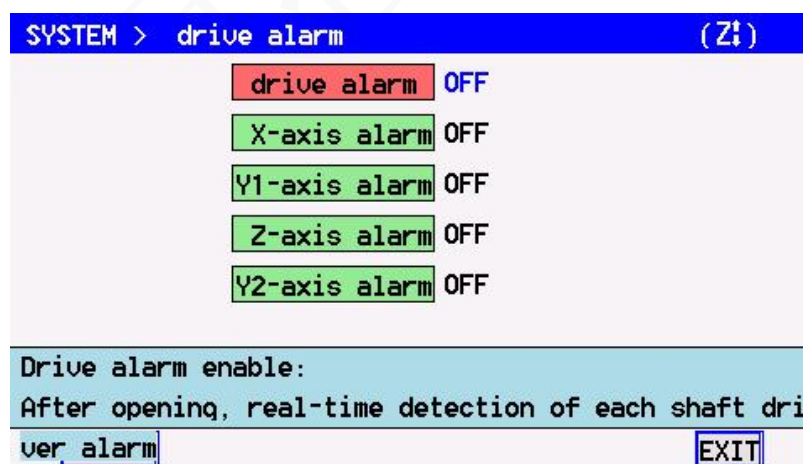 SYSTEM > drive alarm (Z↕)
drive alarm OFF
X-axis alarm OFF
Y1-axis alarm OFF
Z-axis alarm OFF
Y2-axis alarm OFF
Drive alarm enable:
After opening, real-time detection of each shaft dri
ver alarm EXIT